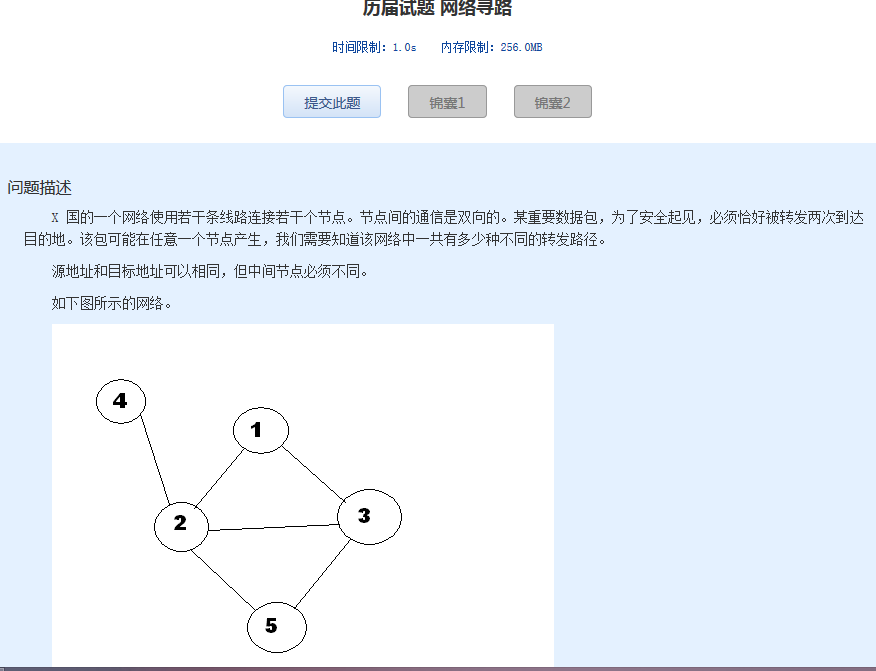 历届试题 网络寻路
时间限制：1.0s 内存限制：256.0MB
提交此题 锦囊1 锦囊2
问题描述
X 国的一个网络使用若干条线路连接若干个节点。节点间的通信是双向的。某重要数据包，为了安全起见，必须恰好被转发两次到达
目的地。该包可能在任意一个节点产生，我们需要知道该网络中一共有多少种不同的转发路径。
源地址和目标地址可以相同，但中间节点必须不同。
如下图所示的网络。
4
1
2
3
5